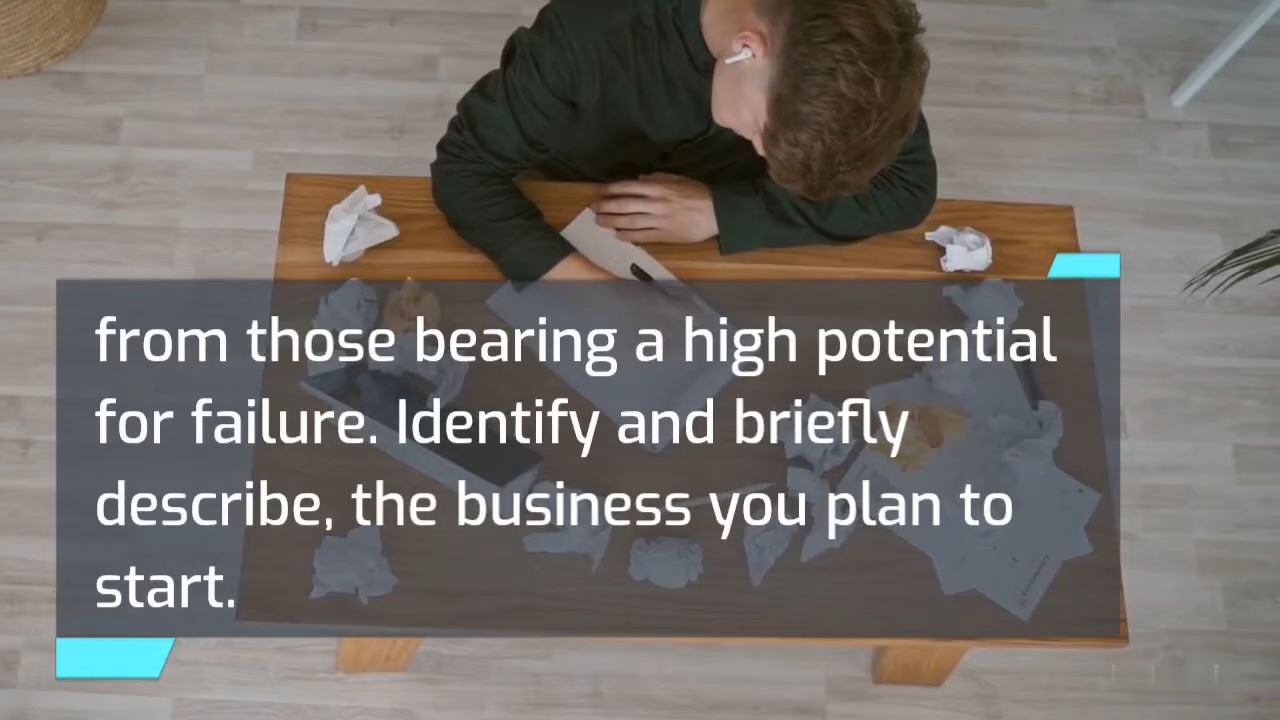 from those bearing a high potential
for failure. Identify and briefly
describe, the business you plan to
start.